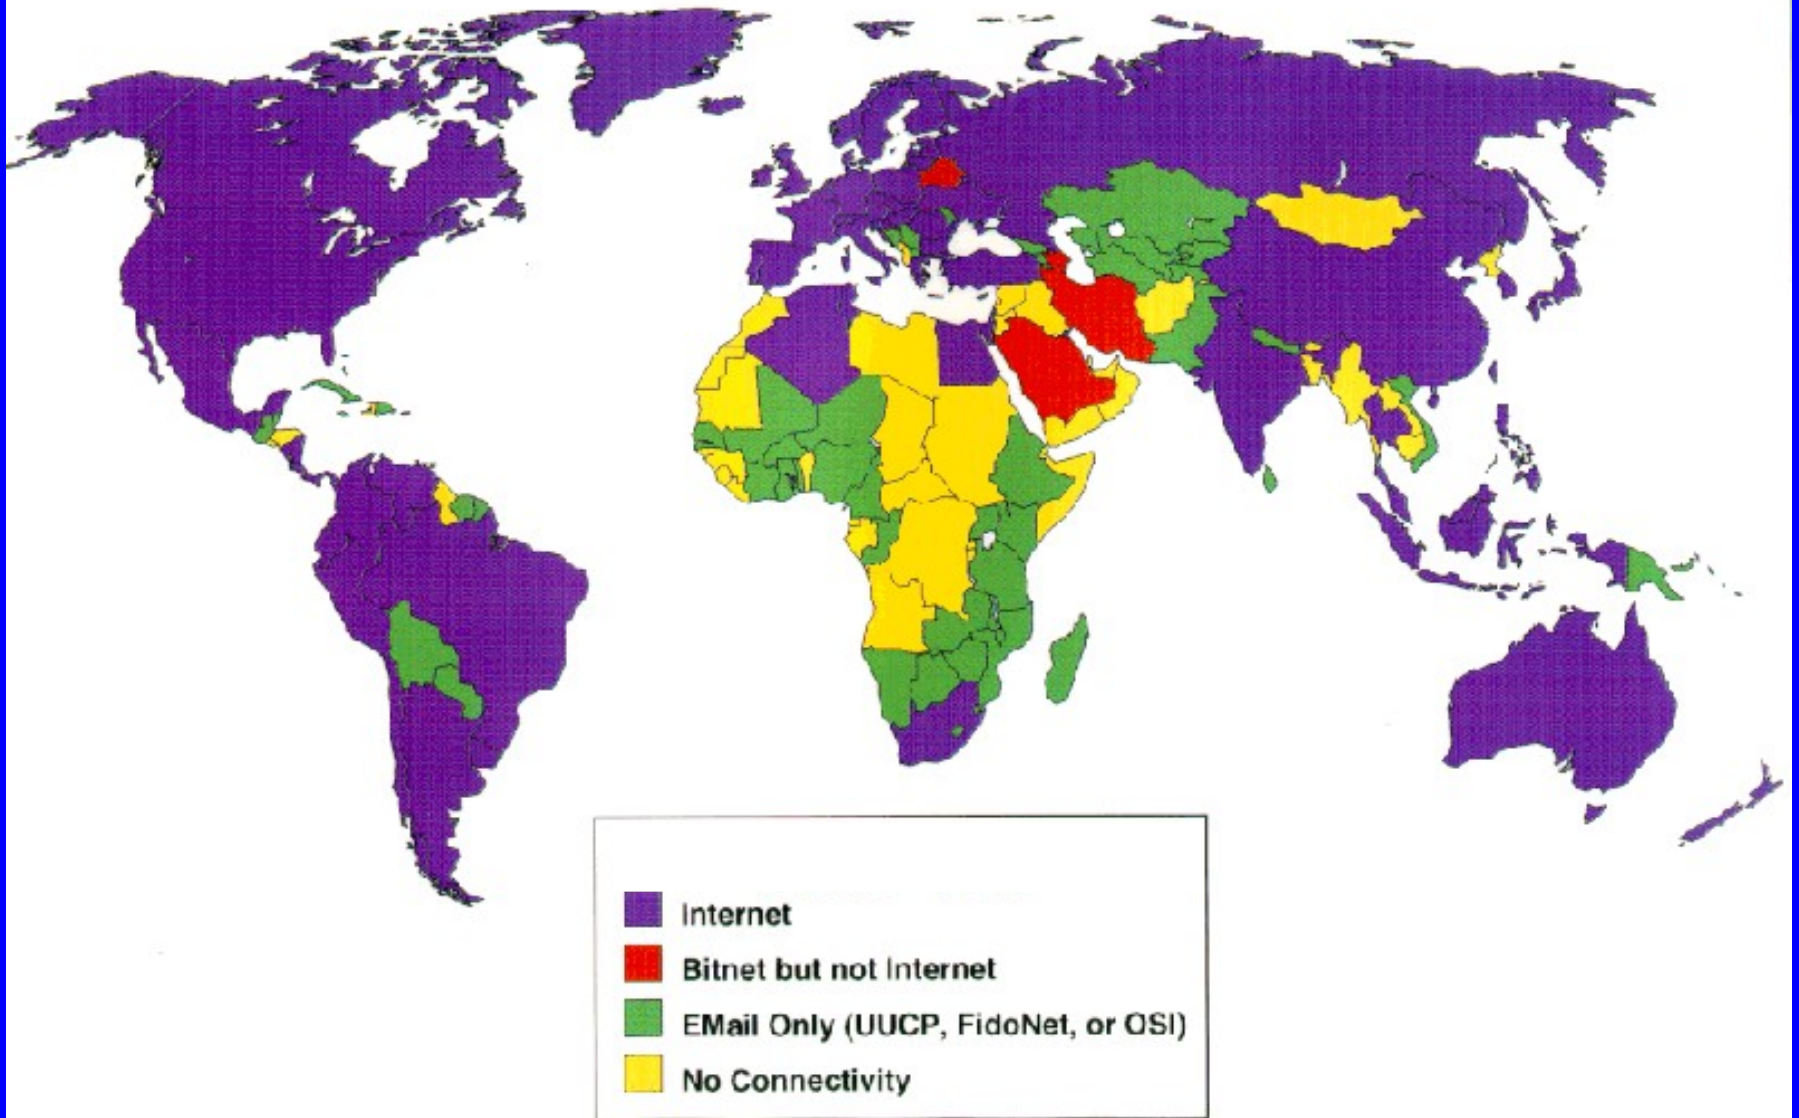 Internet
Bitnet but not Internet
EMail Only (UUCP, FidoNet, or OSI)
No Connectivity